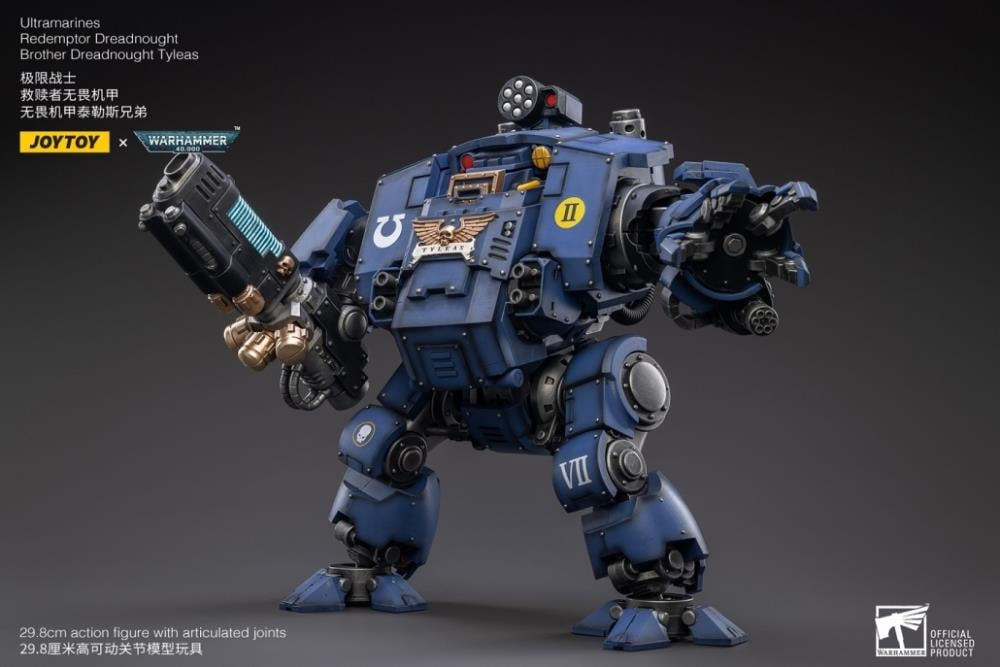 Ultramarines
Redemptor Dreadnought
Brother Dreadnought Tyleas
极限战士
救赎者无畏机甲
无畏机甲泰勒斯兄弟
JOYTOY × WARHAMMER™
40,000
II
TYLEAS
VII
29.8cm action figure with articulated joints
29.8厘米高可动关节模型玩具
WARHAMMER
OFFICIAL
LICENSED
PRODUCT